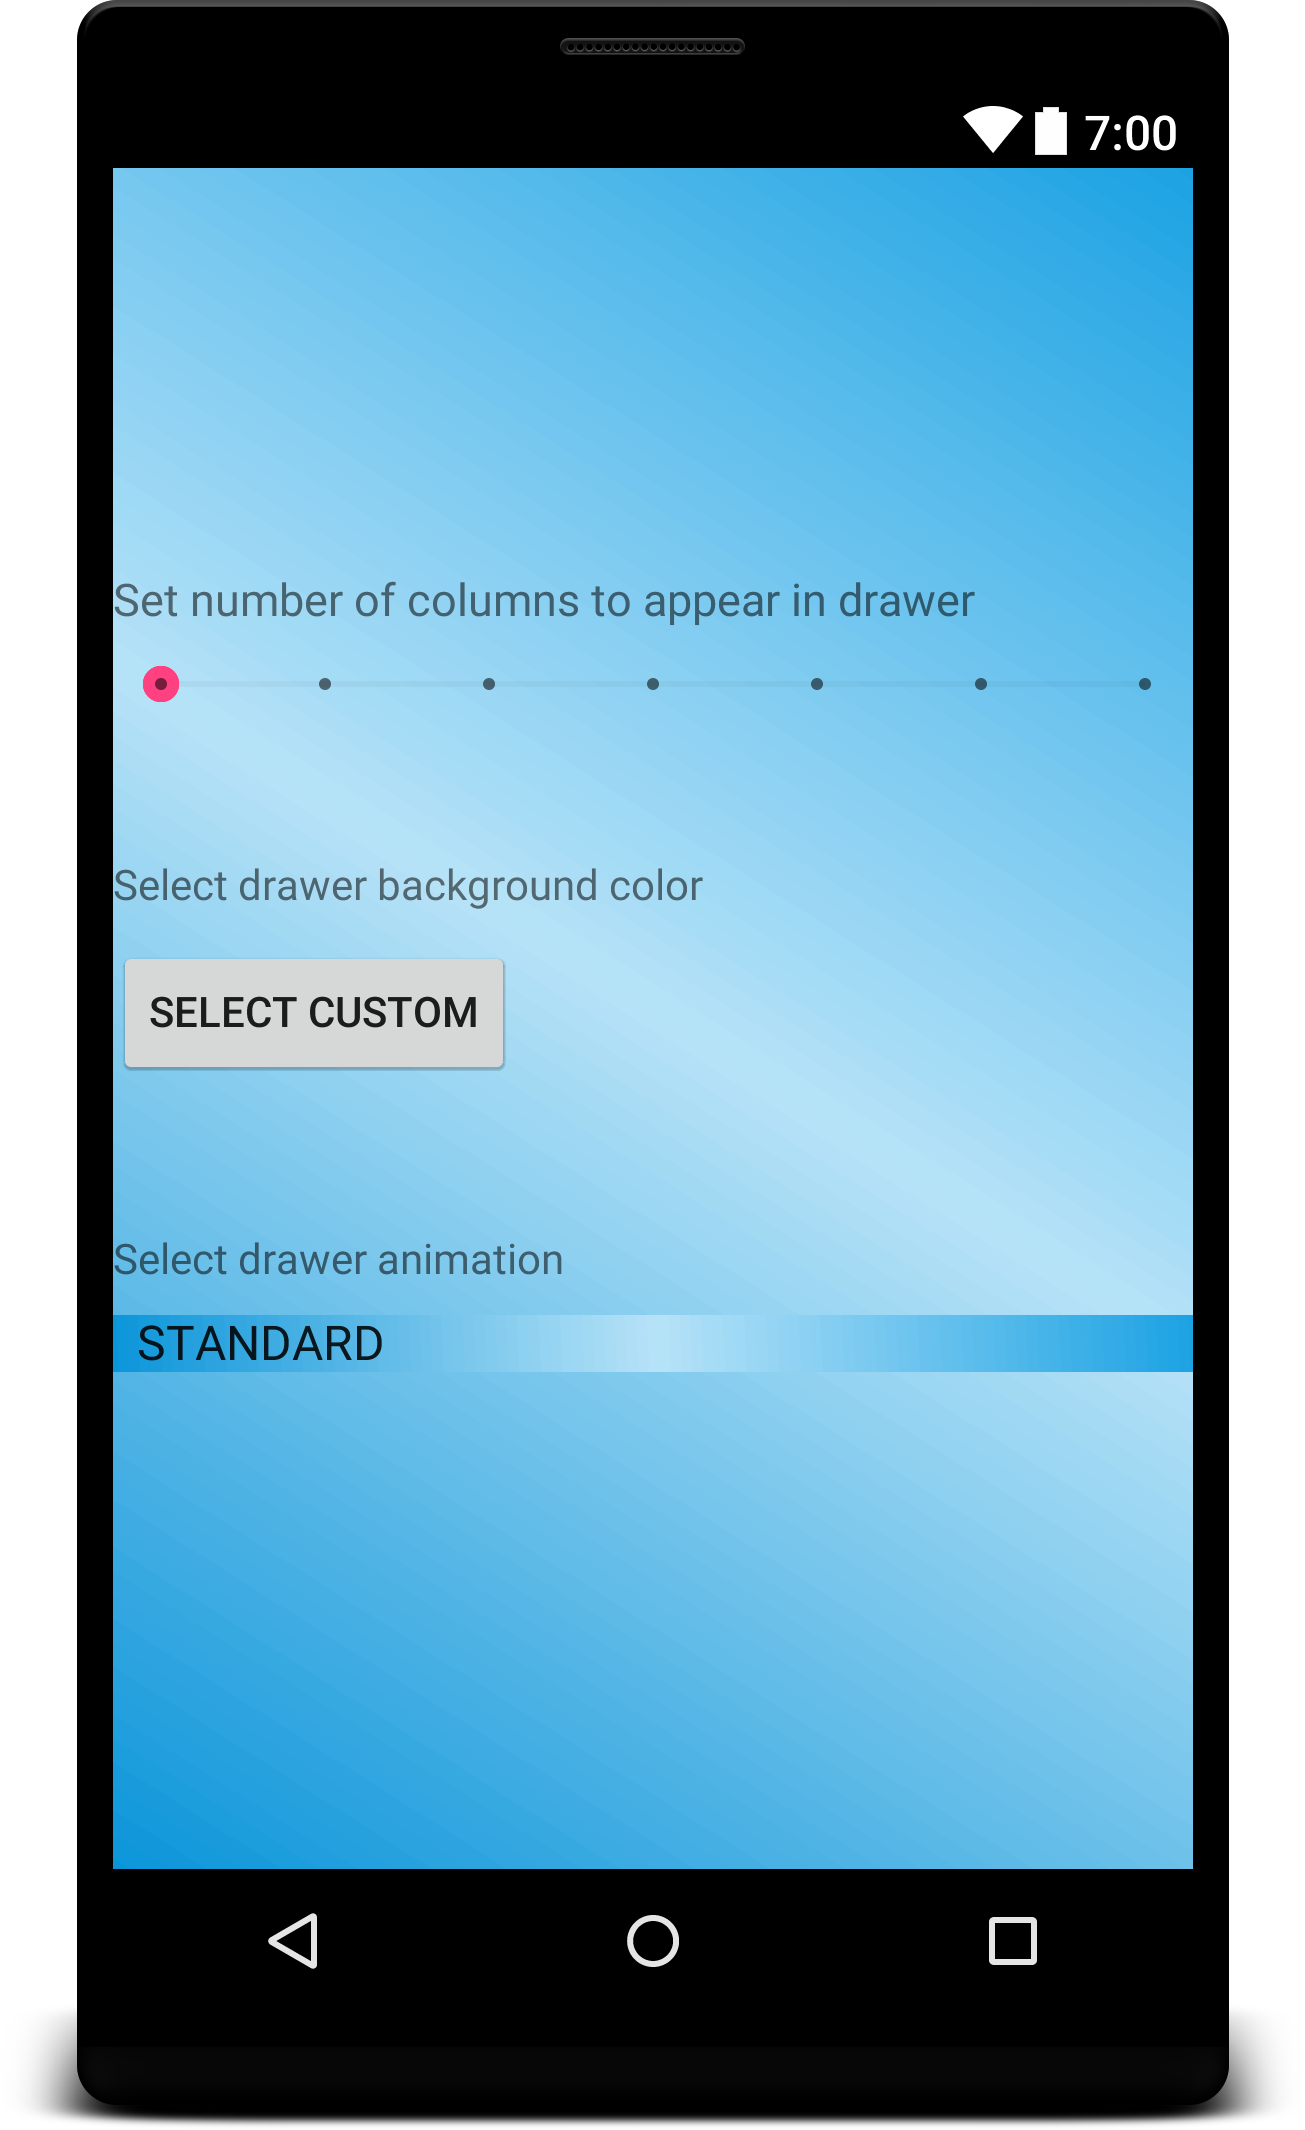 7:00
Set number of columns to appear in drawer
Select drawer background color
SELECT CUSTOM
Select drawer animation
STANDARD